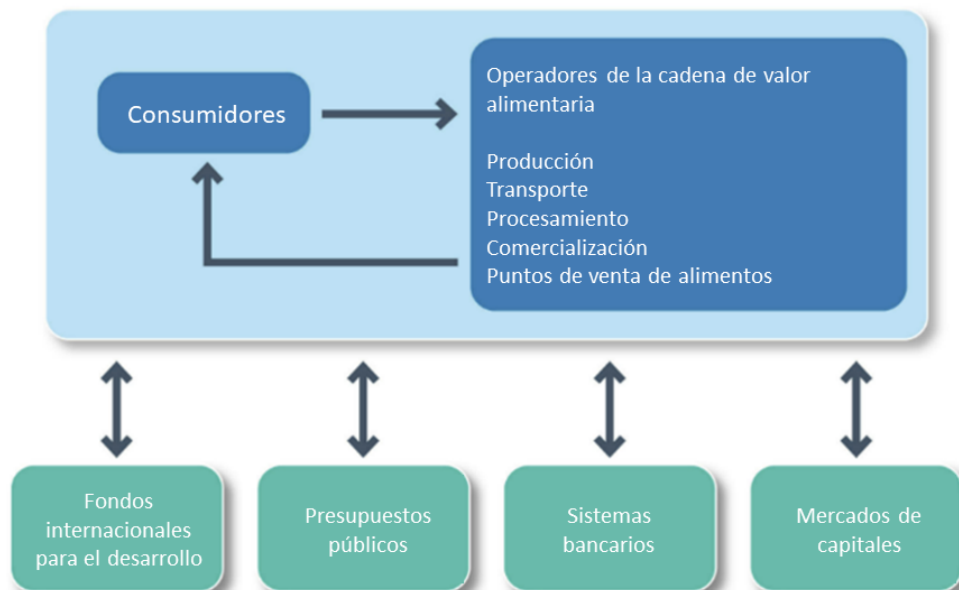 Consumidores
Operadores de la cadena de valor
alimentaria
Producción
Transporte
Procesamiento
Comercialización
Puntos de venta de alimentos
Fondos
internacionales
para el desarrollo
Presupuestos
públicos
Sistemas
bancarios
Mercados de
capitales